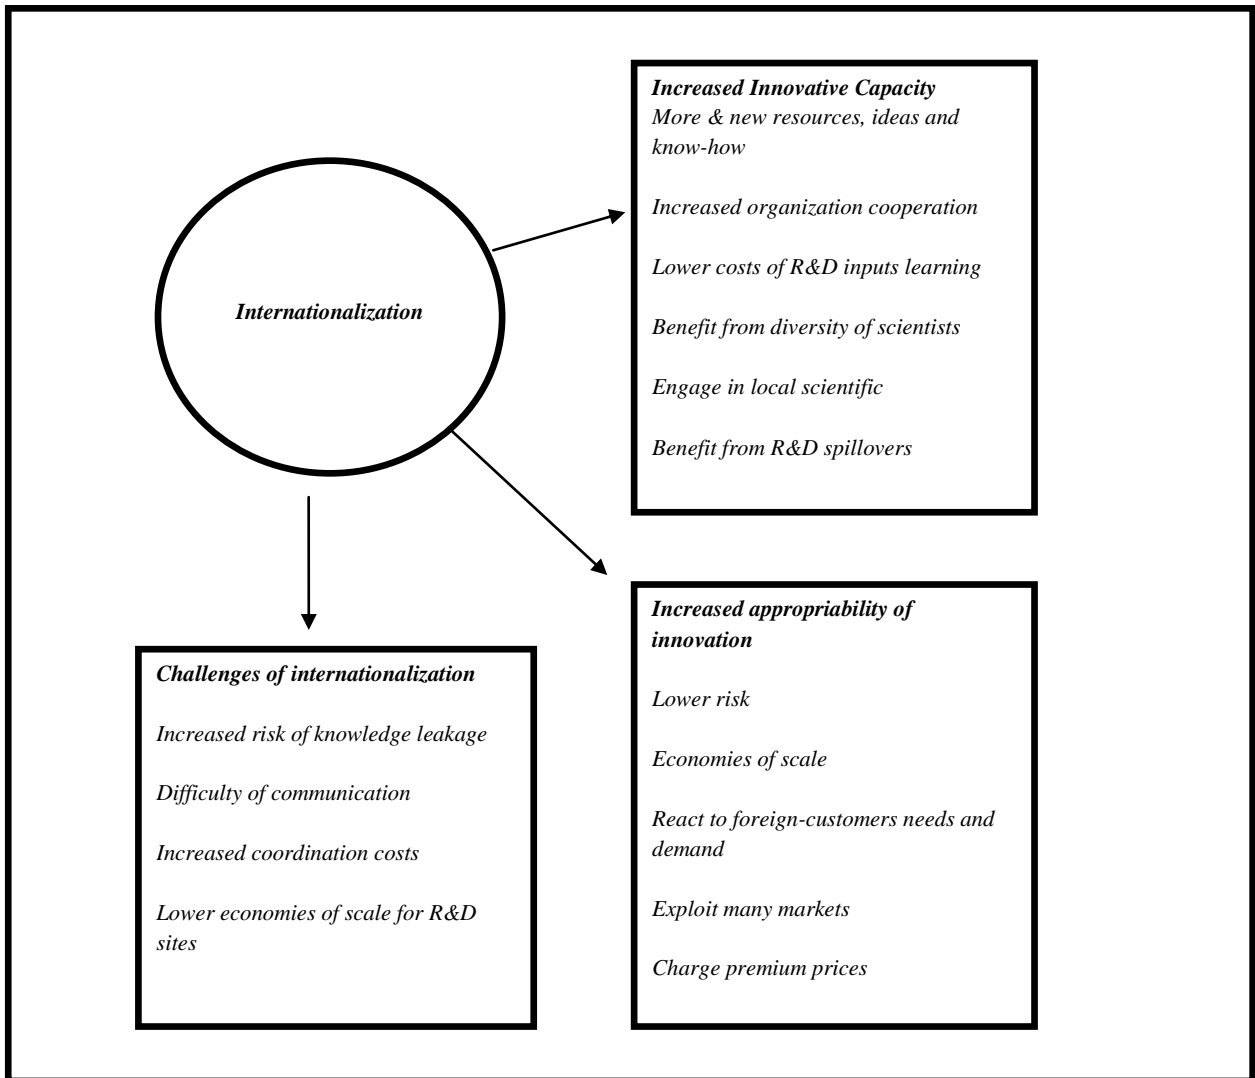 Internationalization
Increased Innovative Capacity
More & new resources, ideas and
know-how
Increased organization cooperation
Lower costs of R&D inputs learning
Benefit from diversity of scientists
Engage in local scientific
Benefit from R&D spillovers
Challenges of internationalization
Increased risk of knowledge leakage
Difficulty of communication
Increased coordination costs
Lower economies of scale for R&D
sites
Increased appropriability of
innovation
Lower risk
Economies of scale
React to foreign-customers needs and
demand
Exploit many markets
Charge premium prices